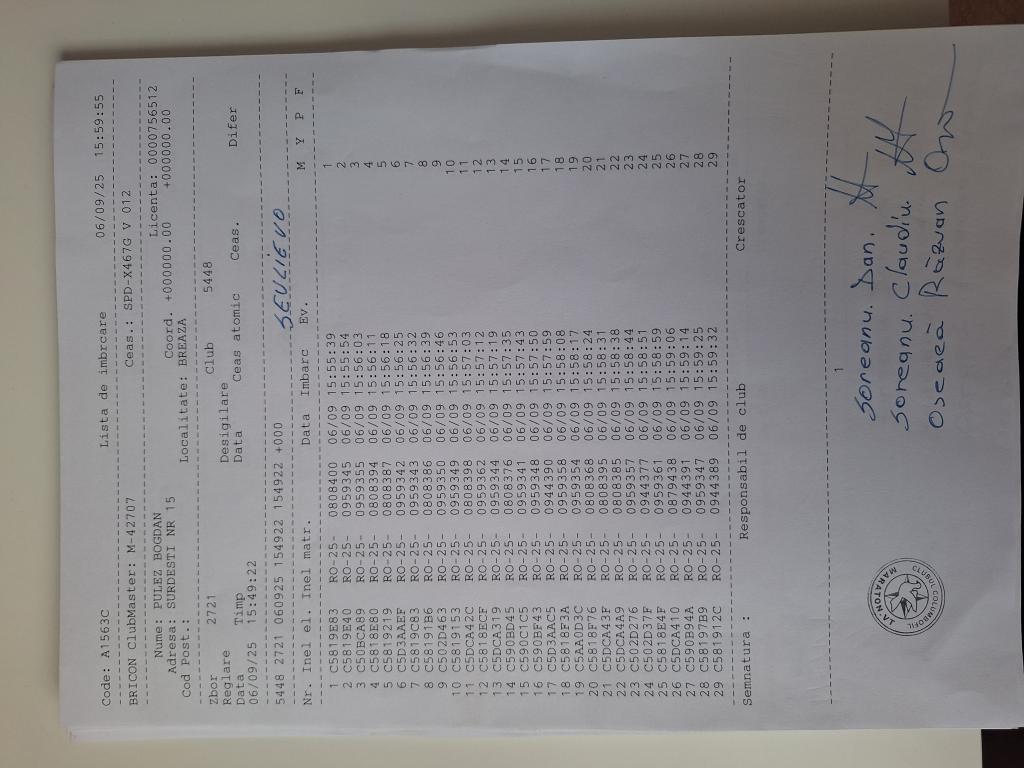 Code: A1563C Lista de imbrcare 06/09/25 15:59:55
BRICON ClubMaster: M-42707 Ceas.: SPD-X467G V 012
Nume: PULEZ BOGDAN Licenta: 0000756512
Adresa: SURDESTI NR 15 Coord. +000000.00 +000000.00
Cod Post.: Localitate: BREAZA
Zbor 2721 Club 5448
Reglare Desigilare
Data Timp Data Ceas atomic Ceas. Difer
06/09/25 15:49:22
5448 2721 060925 154922 154922 +000 SEVLIEVO
Nr. Inel el. Inel matr. Data Imbarc Ev. M Y P F
1 C5819E83 RO-25- 0808400 06/09 15:55:39 1
2 C5819E40 RO-25- 0959345 06/09 15:55:54 2
3 C50BCA89 RO-25- 0959355 06/09 15:56:03 3
4 C5818E80 RO-25- 0808394 06/09 15:56:11 4
5 C5819219 RO-25- 0808387 06/09 15:56:18 5
6 C5D3AAEF RO-25- 0959342 06/09 15:56:25 6
7 C5819C83 RO-25- 0959343 06/09 15:56:32 7
8 C58191B6 RO-25- 0808386 06/09 15:56:39 8
9 C502D463 RO-25- 0959350 06/09 15:56:46 9
10 C5819153 RO-25- 0959349 06/09 15:56:53 10
11 C5DCA42C RO-25- 0808398 06/09 15:57:03 11
12 C5818ECF RO-25- 0959362 06/09 15:57:12 12
13 C5DCA319 RO-25- 0959344 06/09 15:57:19 13
14 C590BD45 RO-25- 0808376 06/09 15:57:35 14
15 C590C1C5 RO-25- 0959341 06/09 15:57:43 15
16 C590BF43 RO-25- 0959348 06/09 15:57:50 16
17 C5D3AAC5 RO-25- 0944390 06/09 15:57:59 17
18 C5818F3A RO-25- 0959358 06/09 15:58:08 18
19 C5AA0D3C RO-25- 0959354 06/09 15:58:17 19
20 C5818F76 RO-25- 0808368 06/09 15:58:24 20
21 C5DCA43F RO-25- 0808395 06/09 15:58:31 21
22 C5DCA4A9 RO-25- 0808385 06/09 15:58:38 22
23 C502D276 RO-25- 0959357 06/09 15:58:44 23
24 C502D37F RO-25- 0944377 06/09 15:58:51 24
25 C5818E4F RO-25- 0959361 06/09 15:58:59 25
26 C5DCA410 RO-25- 0979438 06/09 15:59:06 26
27 C590B94A RO-25- 0944391 06/09 15:59:14 27
28 C58197B9 RO-25- 0959347 06/09 15:59:25 28
29 C581912C RO-25- 0944389 06/09 15:59:32 29
Semnatura : Responsabil de club Crescator
1
Soreanu. Dan.
Soreanu. Claudiu.
Oseacă Răzvan
CLUBUL COLUMBOFIL
"MARATON"